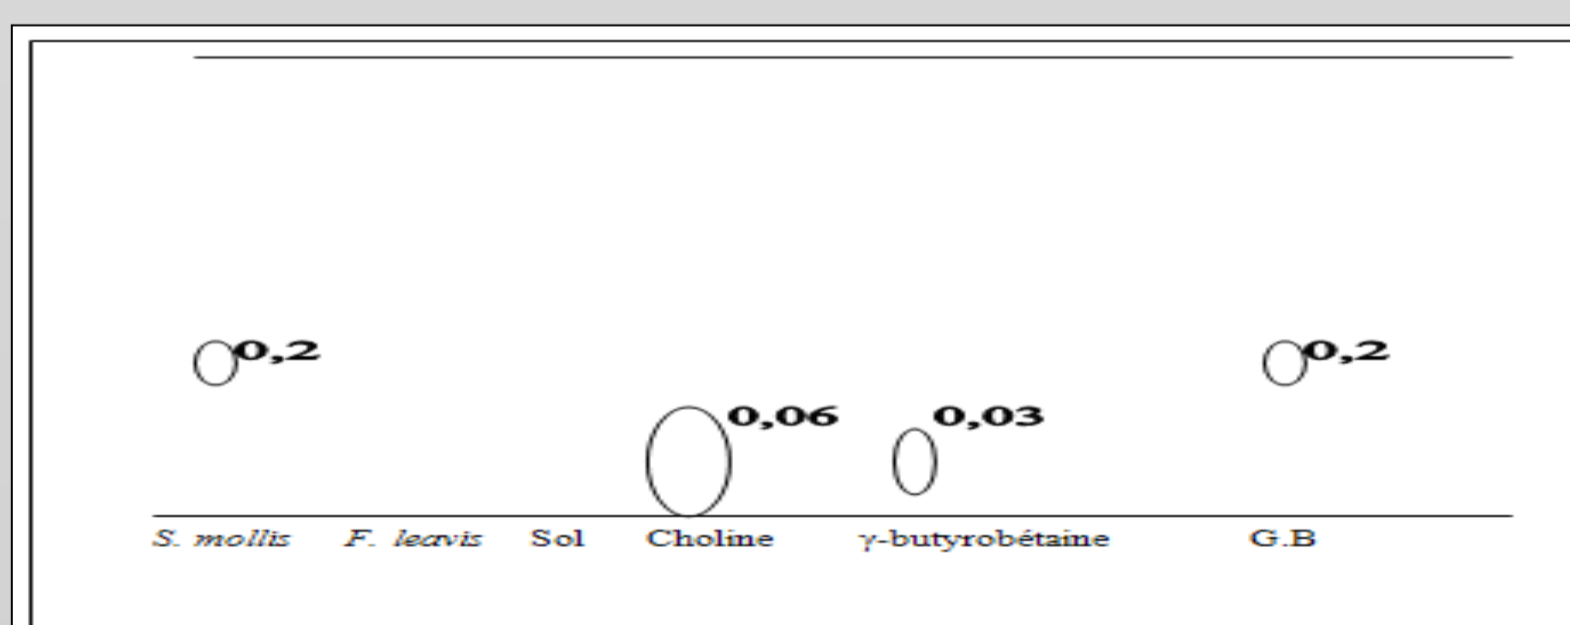 0,2 0,2
0,06 0,03
S. mollis F. leavis Sol Choline γ-butyrobétaine G.B